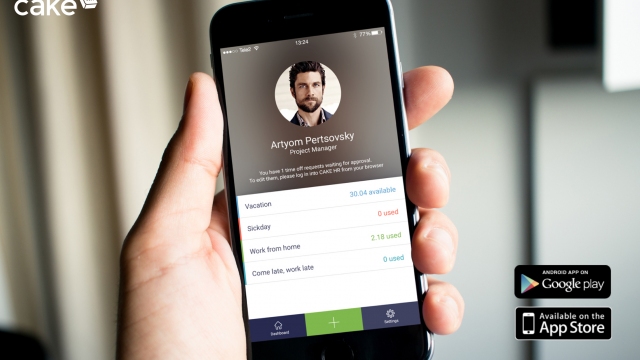 cake
Tele2
13:24
77%
Artyom Pertsovsky
Project Manager
You have 1 time off requests waiting for approval.
To edit them, please log into CAKE HR from your browser
Vacation 30.04 available
Sickday 0 used
Work from home 2.18 used
Come late, work late 0 used
Dashboard
+
Settings
ANDROID APP ON
Google play
Available on the
App Store